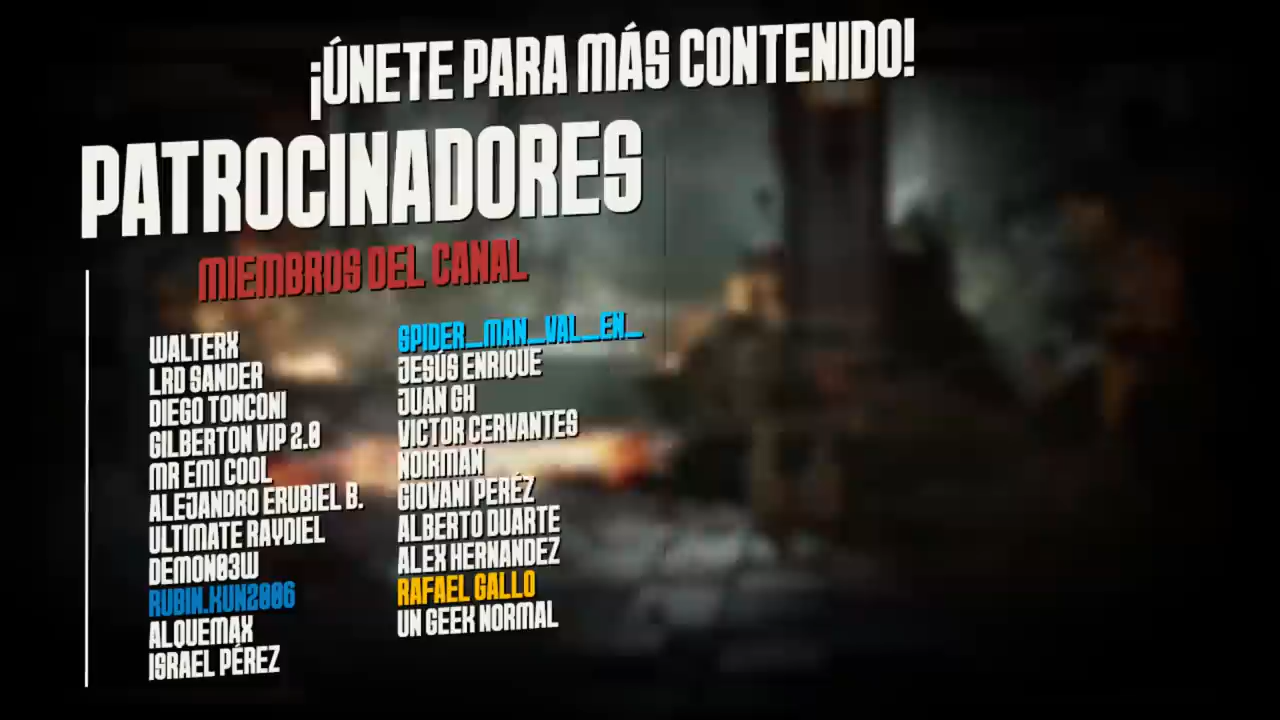 ¡ÚNETE PARA MÁS CONTENIDO!
PATROCINADORES
MIEMBROS DEL CANAL
WALTERX
LRD SANDER
DIEGO TONCONI
GILBERTON VIP 2.0
MR EMI COOL
ALEJANDRO ERUBIEL B.
ULTIMATE RAYDIEL
DEMON03W
RUBIN.KUN2006
ALQUEMAX
ISRAEL PÉREZ
SPIDER_MAN_VAL_EN_
JESÚS ENRIQUE
JUAN GH
VICTOR CERVANTES
NOIRMAN
GIOVANI PERÉZ
ALBERTO DUARTE
ALEX HERNANDEZ
RAFAEL GALLO
UN GEEK NORMAL